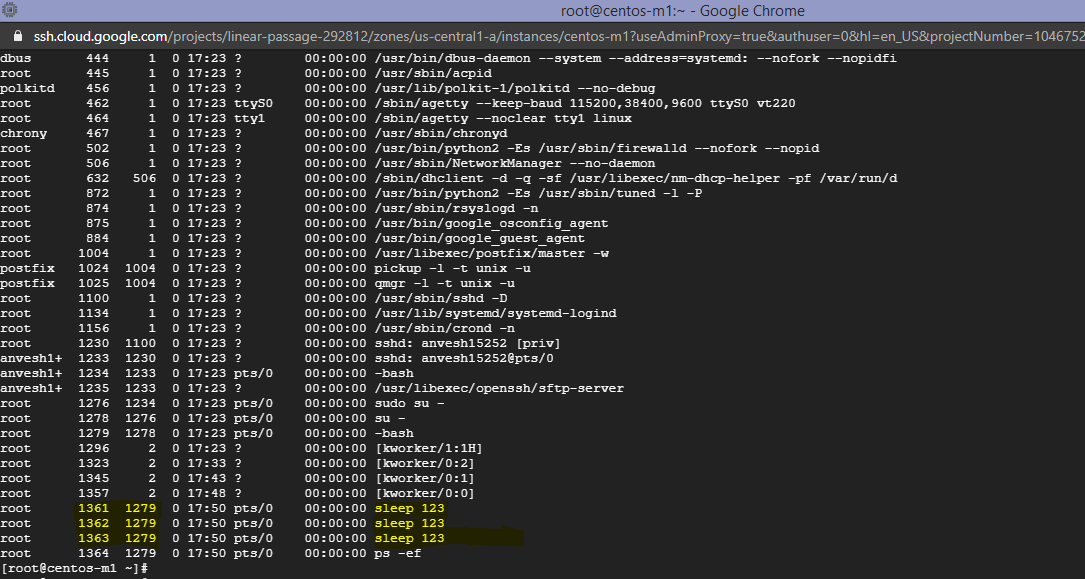 root@centos-m1:~ - Google Chrome
ssh.cloud.google.com/projects/linear-passage-292812/zones/us-central1-a/instances/centos-m1?useAdminProxy=true&authuser=0&hl=en_US&projectNumber=1046752
dbus 444 1 0 17:23 ? 00:00:00 /usr/bin/dbus-daemon --system --address=systemd: --nofork --nopidfi
root 445 1 0 17:23 ? 00:00:00 /usr/sbin/acpid
polkitd 456 1 0 17:23 ? 00:00:00 /usr/lib/polkit-1/polkitd --no-debug
root 462 1 0 17:23 ttyS0 00:00:00 /sbin/agetty --keep-baud 115200,38400,9600 ttyS0 vt220
root 464 1 0 17:23 tty1 00:00:00 /sbin/agetty --noclear tty1 linux
chrony 467 1 0 17:23 ? 00:00:00 /usr/sbin/chronyd
root 502 1 0 17:23 ? 00:00:00 /usr/bin/python2 -Es /usr/sbin/firewalld --nofork --nopid
root 506 1 0 17:23 ? 00:00:00 /usr/sbin/NetworkManager --no-daemon
root 632 506 0 17:23 ? 00:00:00 /sbin/dhclient -d -q -sf /usr/libexec/nm-dhcp-helper -pf /var/run/d
root 872 1 0 17:23 ? 00:00:00 /usr/bin/python2 -Es /usr/sbin/tuned -l -P
root 874 1 0 17:23 ? 00:00:00 /usr/sbin/rsyslogd -n
root 875 1 0 17:23 ? 00:00:00 /usr/bin/google_osconfig_agent
root 884 1 0 17:23 ? 00:00:00 /usr/bin/google_guest_agent
root 1004 1 0 17:23 ? 00:00:00 /usr/libexec/postfix/master -w
postfix 1024 1004 0 17:23 ? 00:00:00 pickup -l -t unix -u
postfix 1025 1004 0 17:23 ? 00:00:00 qmgr -l -t unix -u
root 1100 1 0 17:23 ? 00:00:00 /usr/sbin/sshd -D
root 1134 1 0 17:23 ? 00:00:00 /usr/lib/systemd/systemd-logind
root 1156 1 0 17:23 ? 00:00:00 /usr/sbin/crond -n
root 1230 1100 0 17:23 ? 00:00:00 sshd: anvesh15252 [priv]
anvesh1+ 1233 1230 0 17:23 ? 00:00:00 sshd: anvesh15252@pts/0
anvesh1+ 1234 1233 0 17:23 pts/0 00:00:00 -bash
anvesh1+ 1235 1233 0 17:23 ? 00:00:00 /usr/libexec/openssh/sftp-server
root 1276 1234 0 17:23 pts/0 00:00:00 sudo su -
root 1278 1276 0 17:23 pts/0 00:00:00 su -
root 1279 1278 0 17:23 pts/0 00:00:00 -bash
root 1296 2 0 17:23 ? 00:00:00 [kworker/1:1H]
root 1323 2 0 17:33 ? 00:00:00 [kworker/0:2]
root 1345 2 0 17:43 ? 00:00:00 [kworker/0:1]
root 1357 2 0 17:48 ? 00:00:00 [kworker/0:0]
root 1361 1279 0 17:50 pts/0 00:00:00 sleep 123
root 1362 1279 0 17:50 pts/0 00:00:00 sleep 123
root 1363 1279 0 17:50 pts/0 00:00:00 sleep 123
root 1364 1279 0 17:50 pts/0 00:00:00 ps -ef
[root@centos-m1 ~]#